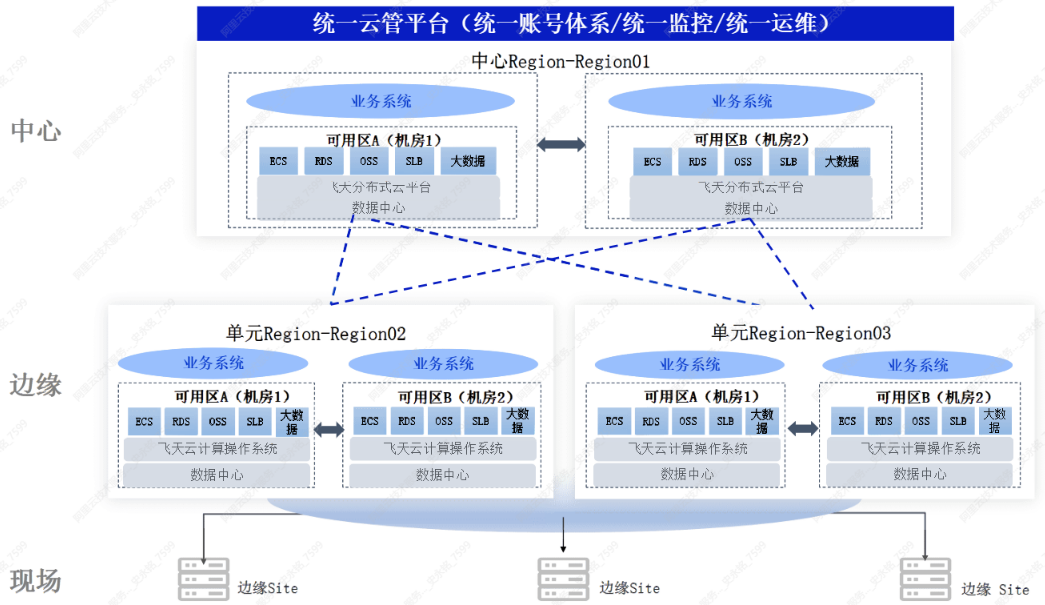 统一云管平台（统一账号体系/统一监控/统一运维）
中心Region-Region01
中心
业务系统
业务系统
可用区A（机房1）
可用区B（机房2）
ECS RDS OSS SLB 大数据
ECS RDS OSS SLB 大数据
飞天分布式云平台
飞天分布式云平台
数据中心
数据中心
单元Region-Region02
单元Region-Region03
边缘
业务系统
业务系统
业务系统
业务系统
可用区A（机房1）
可用区B（机房2）
可用区A（机房1）
可用区B（机房2）
ECS RDS OSS SLB 大数据
ECS RDS OSS SLB 大数据
ECS RDS OSS SLB 大数据
ECS RDS OSS SLB 大数据
飞天云计算操作系统
飞天云计算操作系统
飞天云计算操作系统
飞天云计算操作系统
数据中心
数据中心
数据中心
数据中心
现场
边缘Site
边缘Site
边缘 Site